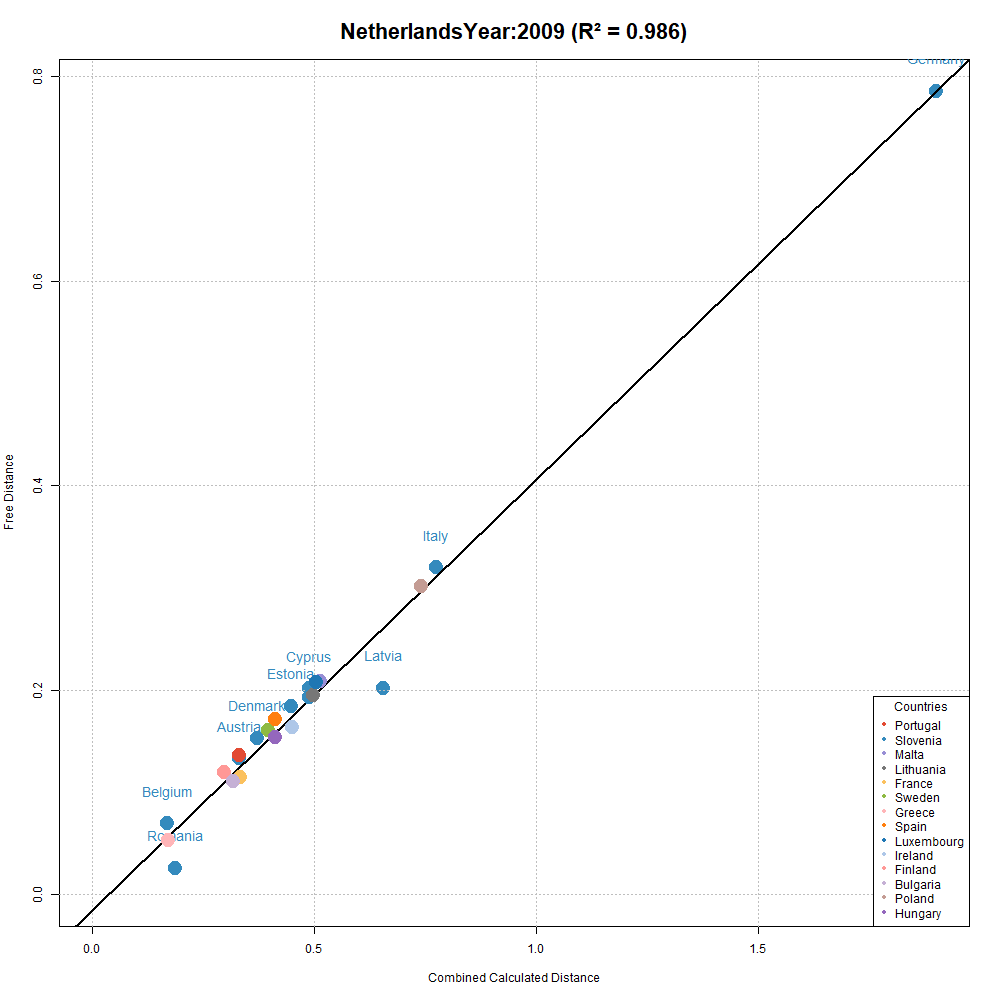 NetherlandsYear:2009 (R² = 0.986)
Germany
0.8
0.6
Free Distance
0.4
Italy
Cyprus
Latvia
Estonia
0.2
Denmark
Austria
Belgium
Romania
0.0
Countries
Portugal
Slovenia
Malta
Lithuania
France
Sweden
Greece
Spain
Luxembourg
Ireland
Finland
Bulgaria
Poland
Hungary
0.0 0.5 1.0 1.5
Combined Calculated Distance